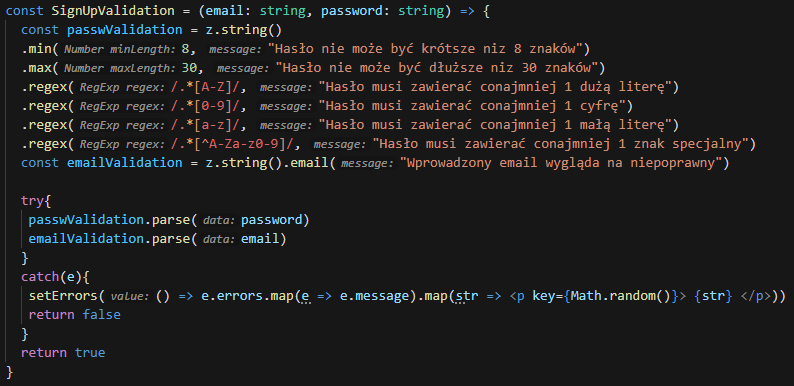 const SignUpValidation = (email: string, password: string) => {
const passwValidation = z.string()
.min( Number minLength: 8, message: "Hasło nie może być krótsze niz 8 znaków")
.max( Number maxLength: 30, message: "Hasło nie może być dłuższe niz 30 znaków")
.regex( RegExp regex: /.*[A-Z]/, message: "Hasło musi zawierać conajmniej 1 dużą literę")
.regex( RegExp regex: /.*[0-9]/, message: "Hasło musi zawierać conajmniej 1 cyfrę")
.regex( RegExp regex: /.*[a-z]/, message: "Hasło musi zawierać conajmniej 1 małą literę")
.regex( RegExp regex: /.*[^A-Za-z0-9]/, message: "Hasło musi zawierać conajmniej 1 znak specjalny")
const emailValidation = z.string().email( message: "Wprowadzony email wygląda na niepoprawny")
try{
passwValidation.parse( data: password)
emailValidation.parse( data: email)
}
catch(e){
setErrors( value: () => e.errors.map(e => e.message).map(str => <p key={Math.random()}> {str} </p>))
return false
}
return true
}